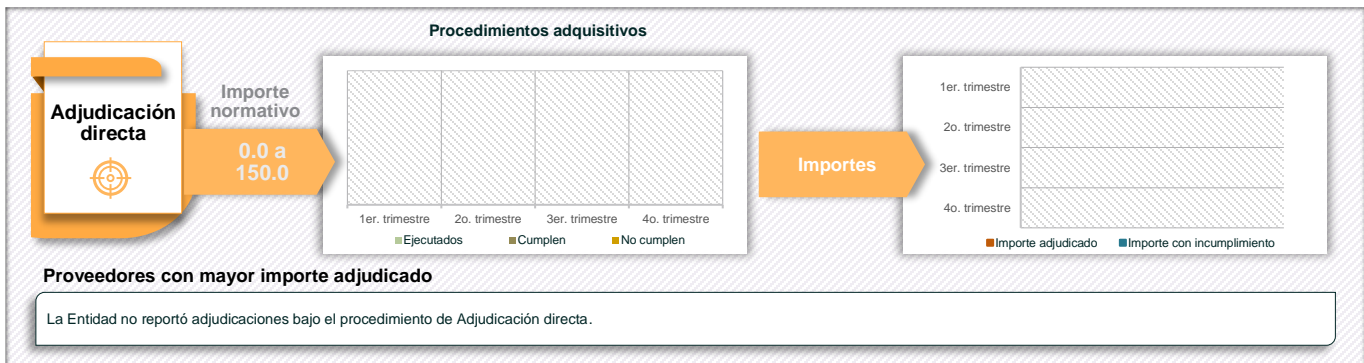 Procedimientos adquisitivos
Adjudicación
directa
Importe
normativo
0.0 a
150.0
1er. trimestre
2o. trimestre
3er. trimestre
4o. trimestre
Ejecutados
Cumplen
No cumplen
Importes
1er. trimestre
2o. trimestre
3er. trimestre
4o. trimestre
Importe adjudicado
Importe con incumplimiento
Proveedores con mayor importe adjudicado
La Entidad no reportó adjudicaciones bajo el procedimiento de Adjudicación directa.